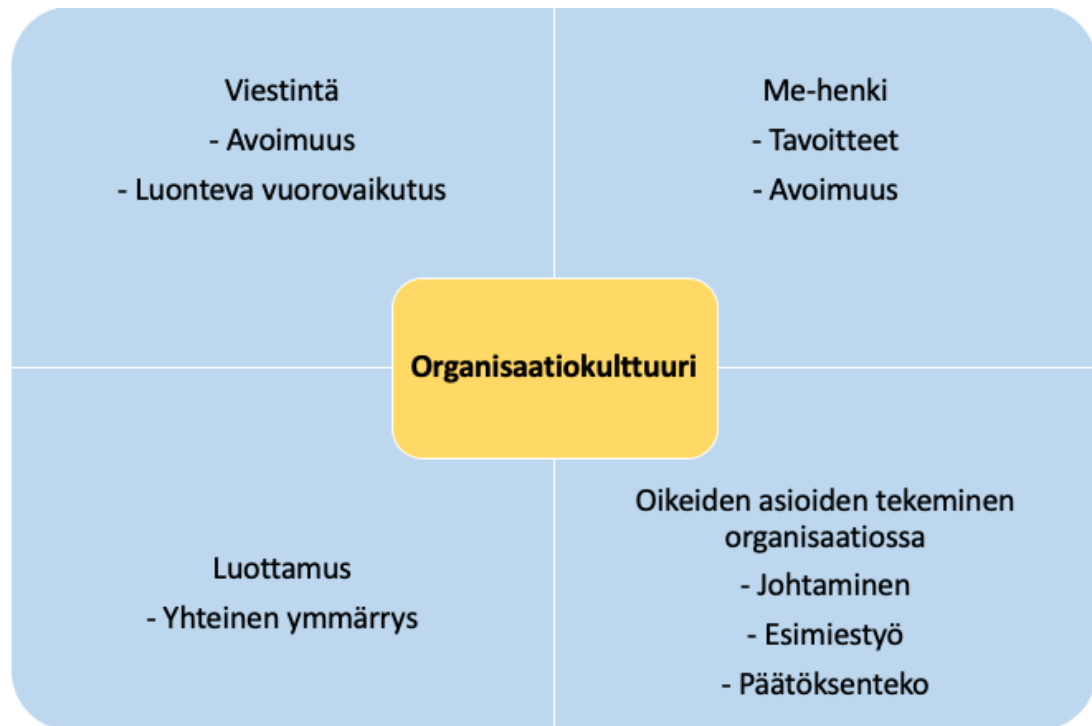 Viestintä
- Avoimuus
- Luonteva vuorovaikutus
Me-henki
- Tavoitteet
- Avoimuus
Organisaatiokulttuuri
Luottamus
- Yhteinen ymmärrys
Oikeiden asioiden tekeminen
organisaatiossa
- Johtaminen
- Esimiestyö
- Päätöksenteko